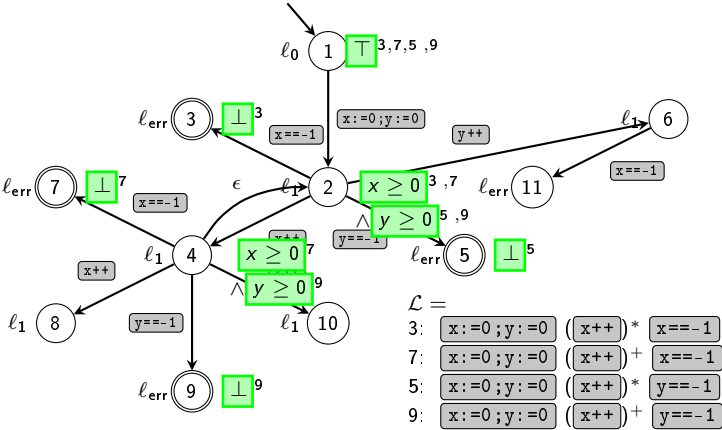 ℓ0 1 ⊤ 3,7,5 ,9
ℓerr 3 ⊥ 3
x:=0;y:=0
x==-1
y++
ℓ1 6
ℓerr 7 ⊥ 7
x==-1
ϵ
ℓ1 2 x ≥ 0 3 ,7
∧ y ≥ 0 5 ,9
ℓerr 11
x==-1
x++
y==-1
ℓ1 4 x ≥ 0 7
∧ y ≥ 0 9
ℓerr 5 ⊥ 5
x++
ℓ1 8
y==-1
ℓ1 10
ℓerr 9 ⊥ 9
ℒ =
3: x:=0;y:=0 (x++)* x==-1
7: x:=0;y:=0 (x++)+ x==-1
5: x:=0;y:=0 (x++)* y==-1
9: x:=0;y:=0 (x++)+ y==-1